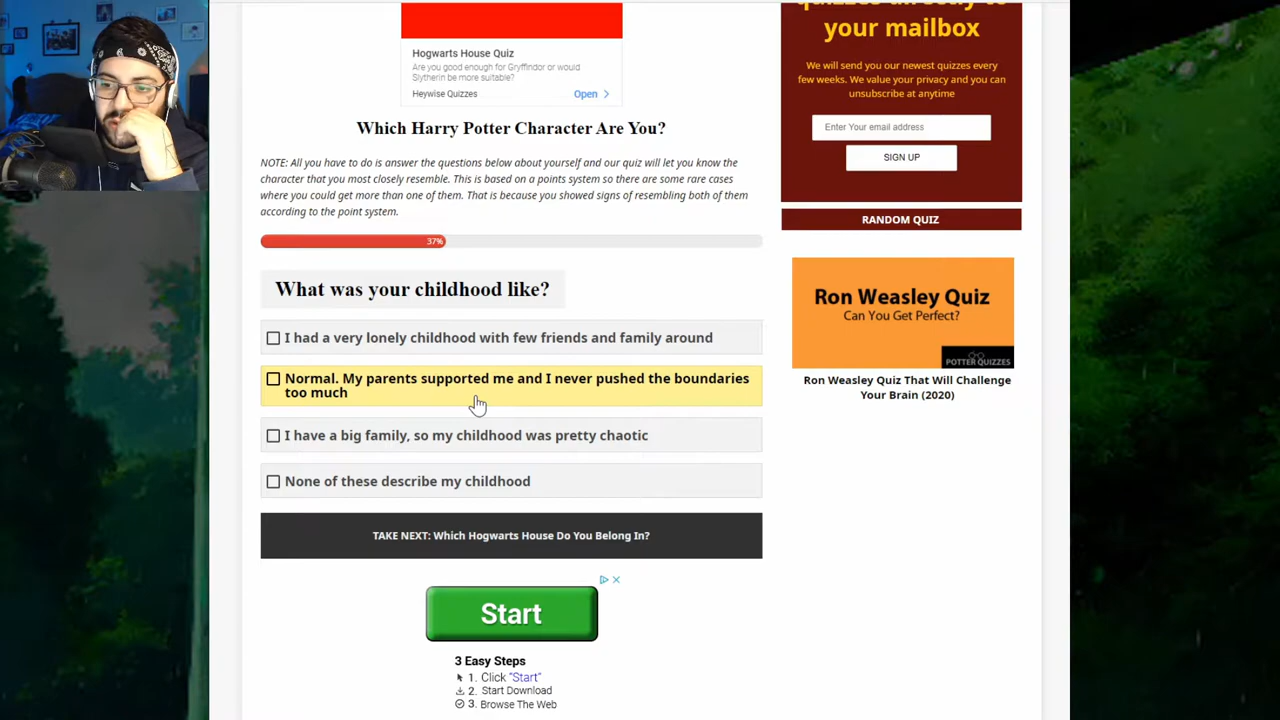 Hogwarts House Quiz
Are you good enough for Gryffindor or would
Slytherin be more suitable?
Heywise Quizzes
Open
Which Harry Potter Character Are You?
NOTE: All you have to do is answer the questions below about yourself and our quiz will let you know the
character that you most closely resemble. This is based on a points system so there are some rare cases
where you could get more than one of them. That is because you showed signs of resembling both of them
according to the point system.
37%
What was your childhood like?
I had a very lonely childhood with few friends and family around
Normal. My parents supported me and I never pushed the boundaries
too much
I have a big family, so my childhood was pretty chaotic
None of these describe my childhood
TAKE NEXT: Which Hogwarts House Do You Belong In?
Start
3 Easy Steps
1. Click "Start"
2. Start Download
3. Browse The Web
quizzes directly to
your mailbox
We will send you our newest quizzes every
few weeks. We value your privacy and you can
unsubscribe at anytime
Enter Your email address
SIGN UP
RANDOM QUIZ
Ron Weasley Quiz
Can You Get Perfect?
POTTER QUIZZES
Ron Weasley Quiz That Will Challenge
Your Brain (2020)